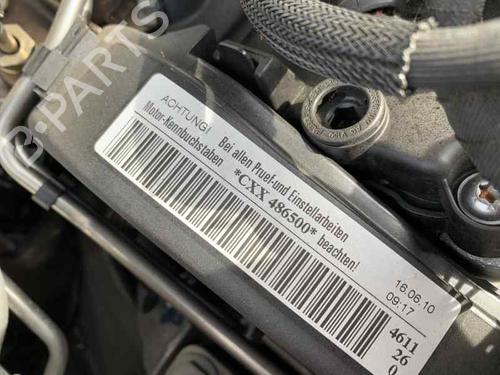 B-PARTS
ACHTUNG!
Bei allen Pruef-und Einstellarbeiten
Motor-Kennbuchstaben
*CXX 486500*
beachten!
16.06.10
09:17
4611
26
0